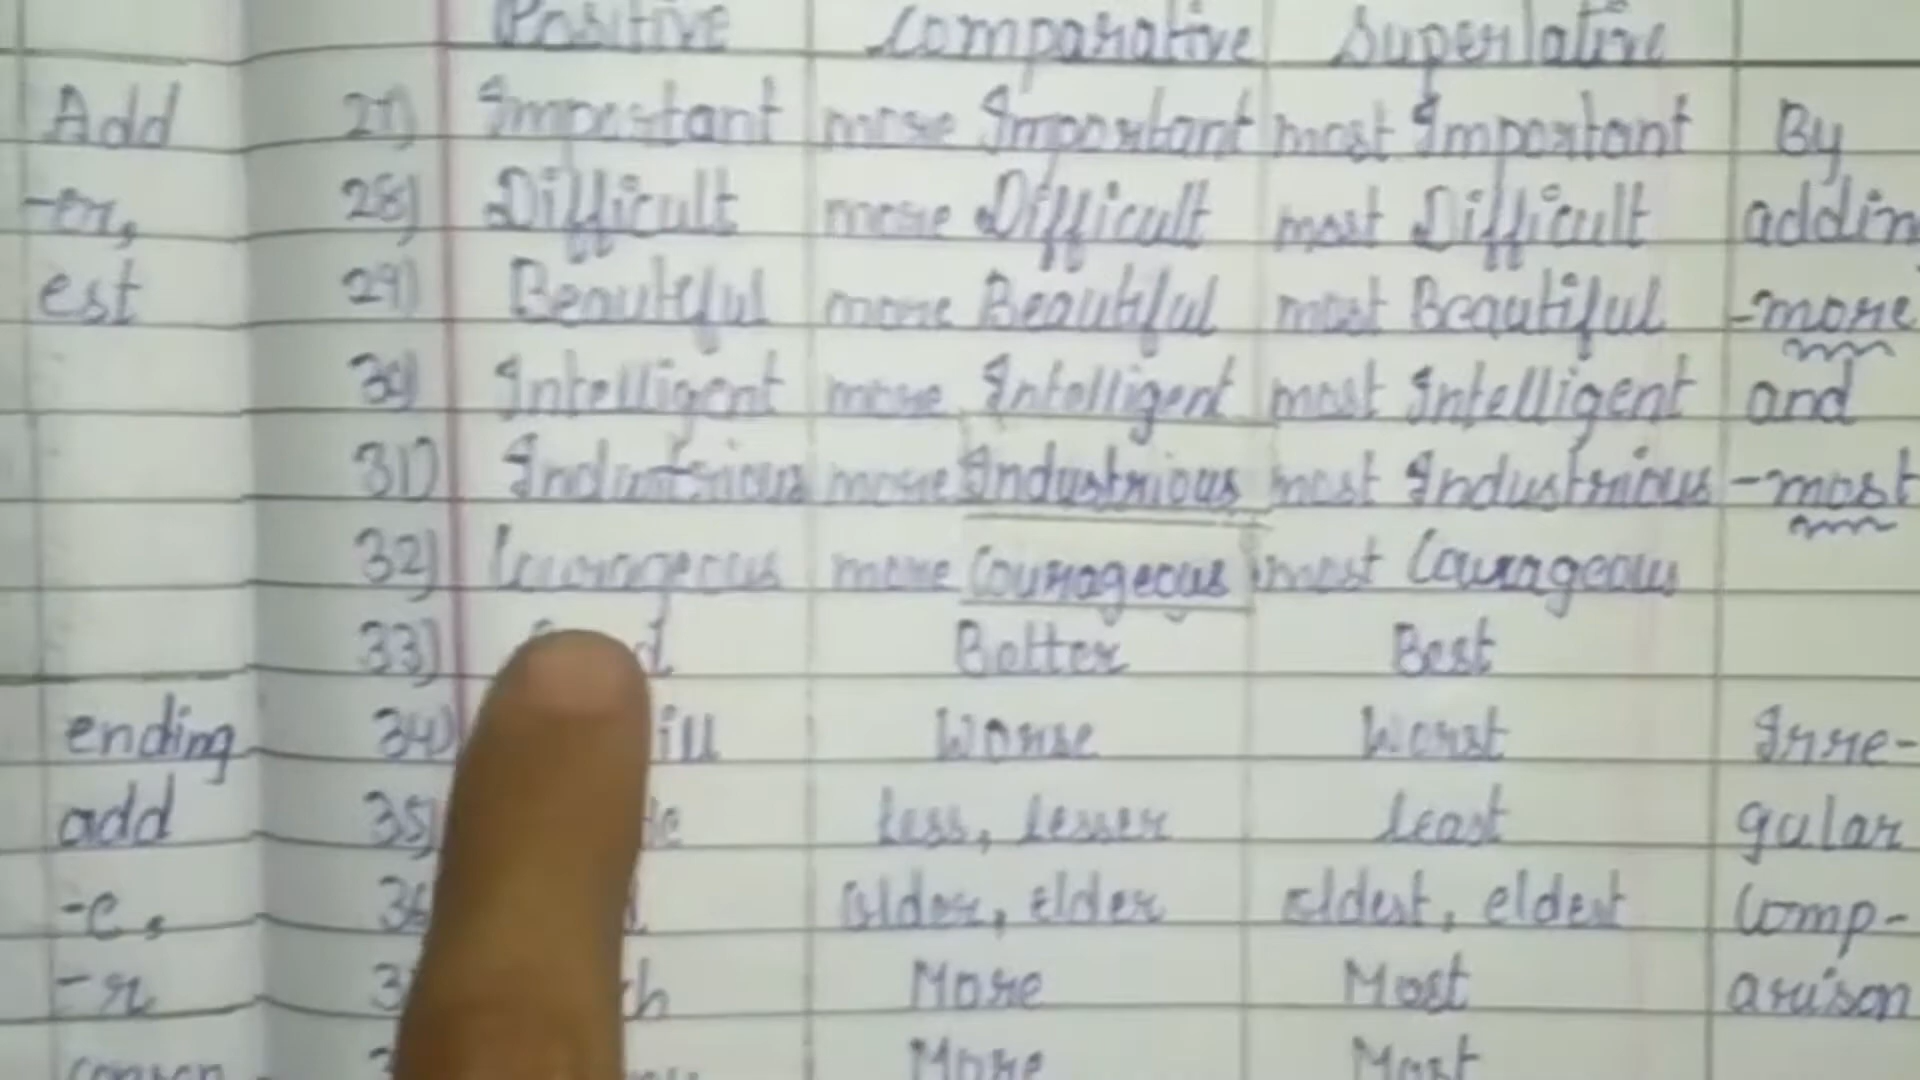 Positive Comparative Superlative
Add 27) Important more Important most Important By
-er, 28) Difficult more Difficult most Difficult addin
est 29) Beautiful more Beautiful most Beautiful -more
30) Intelligent more Intelligent most Intelligent and
31) Industrious more Industrious most Industrious -most
32) Courageous more Courageous most Courageous
33) Better Best
ending 34) ill Worse Worst Irre-
add 35) Less, Lesser Least gular
-e, Older, Elder oldest, eldest Comp-
-r More Most arison
More Most